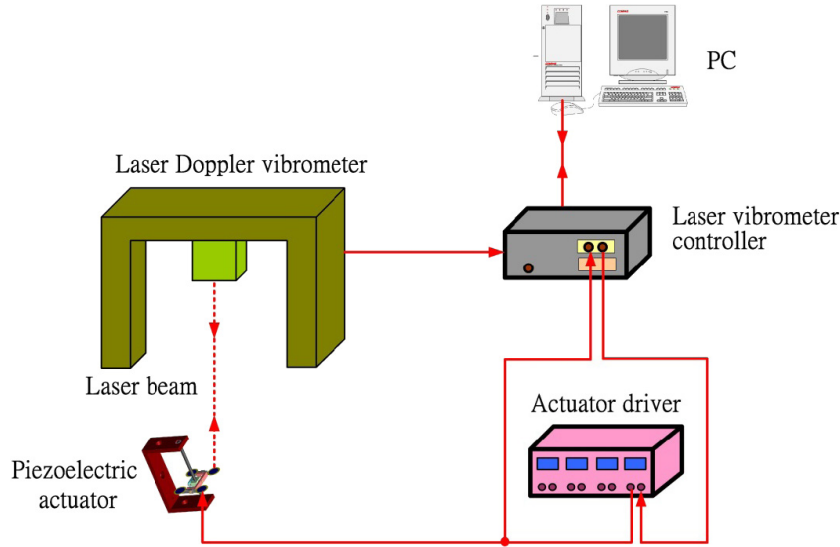 PC
Laser Doppler vibrometer
Laser vibrometer
controller
Laser beam
Actuator driver
Piezoelectric
actuator